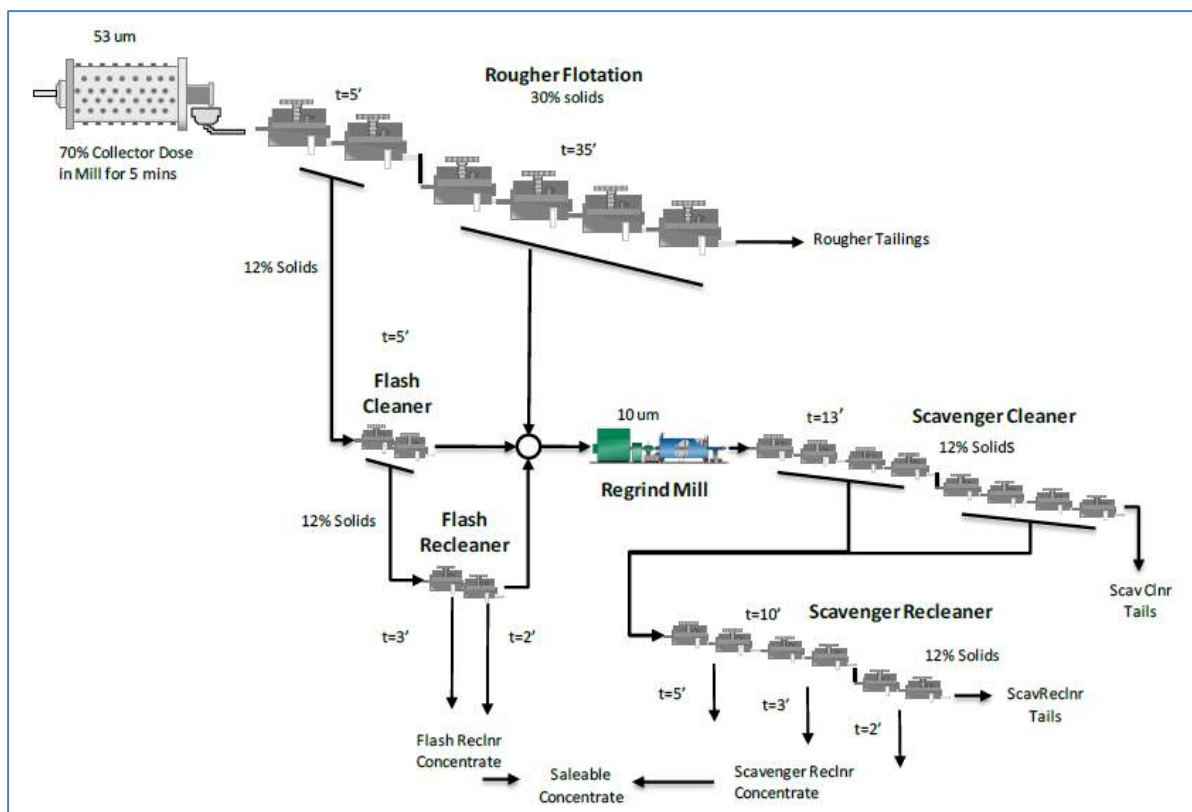 53 um
Rougher Flotation
30% solids
t=5’
70% Collector Dose
in Mill for 5 mins
t=35’
Rougher Tailings
12% Solids
t=5’
Flash
Cleaner
10 um
Regrind Mill
t=13’
Scavenger Cleaner
12% SolidS
12% Solids
Flash
Recleaner
Scav Clnr
Tails
t=10’
Scavenger Recleaner
12% Solids
t=3’
t=2’
t=5’
t=3’
t=2’
ScavReclnr
Tails
Flash Reclnr
Concentrate
Saleable
Concentrate
Scavenger Reclnr
Concentrate